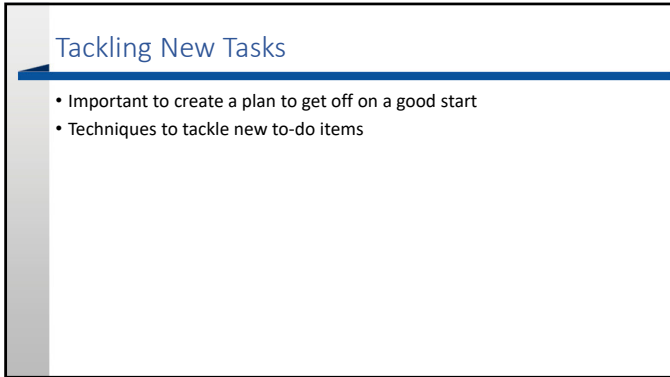 Tackling New Tasks
• Important to create a plan to get off on a good start
• Techniques to tackle new to-do items